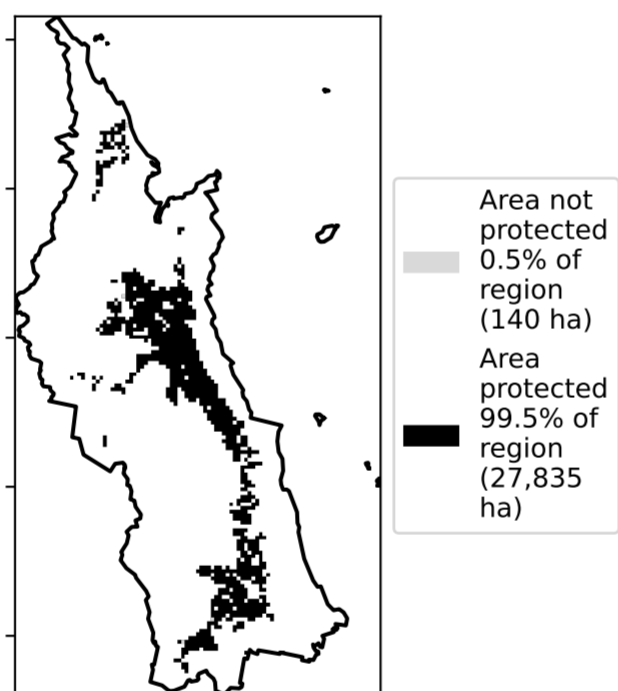 Area not
protected
0.5% of
region
(140 ha)
Area
protected
99.5% of
region
(27,835
ha)